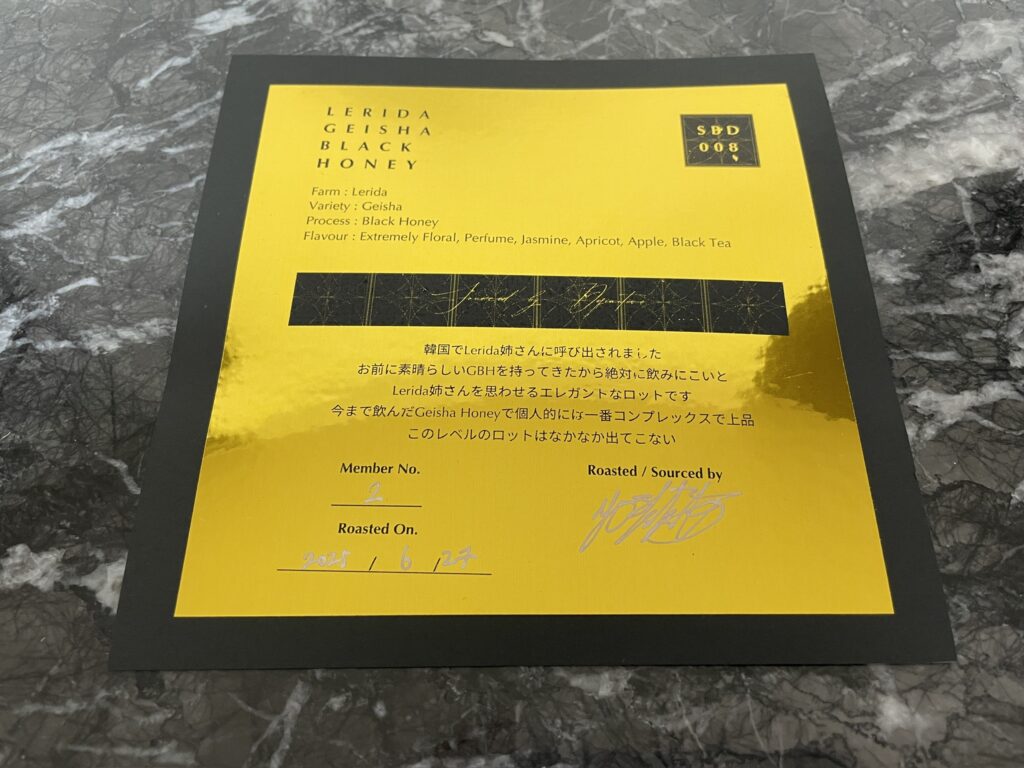 LERIDA
GEISHA
BLACK
HONEY
SBD
008
Farm : Lerida
Variety : Geisha
Process : Black Honey
Flavour : Extremely Floral, Perfume, Jasmine, Apricot, Apple, Black Tea
韓国でLerida姉さんに呼び出されました
お前に素晴らしいGBHを持ってきたから絶対に飲みにこいと
Lerida姉さんを思わせるエレガントなロットです
今まで飲んだGeisha Honeyで個人的には一番コンプレックスで上品
このレベルのロットはなかなか出てこない
Member No.
2
Roasted / Sourced by
Roasted On.
2025 / 6 / 27